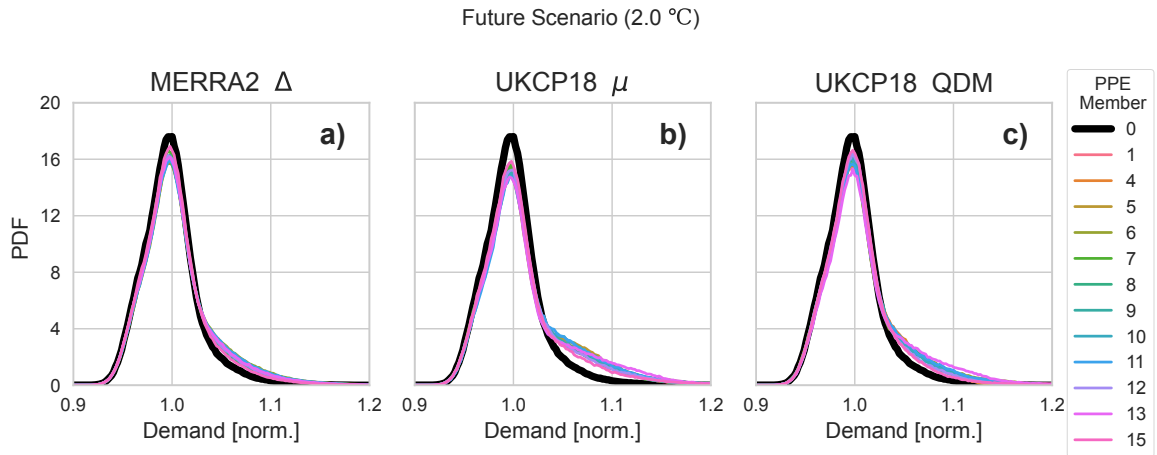 Future Scenario (2.0 ℃)
MERRA2 Δ
UKCP18 μ
UKCP18 QDM
a)
b)
c)
PDF
20
16
12
8
4
0
0.9
1.0
1.1
1.2
Demand [norm.]
0.9
1.0
1.1
1.2
Demand [norm.]
0.9
1.0
1.1
1.2
Demand [norm.]
PPE
Member
0
1
4
5
6
7
8
9
10
11
12
13
15